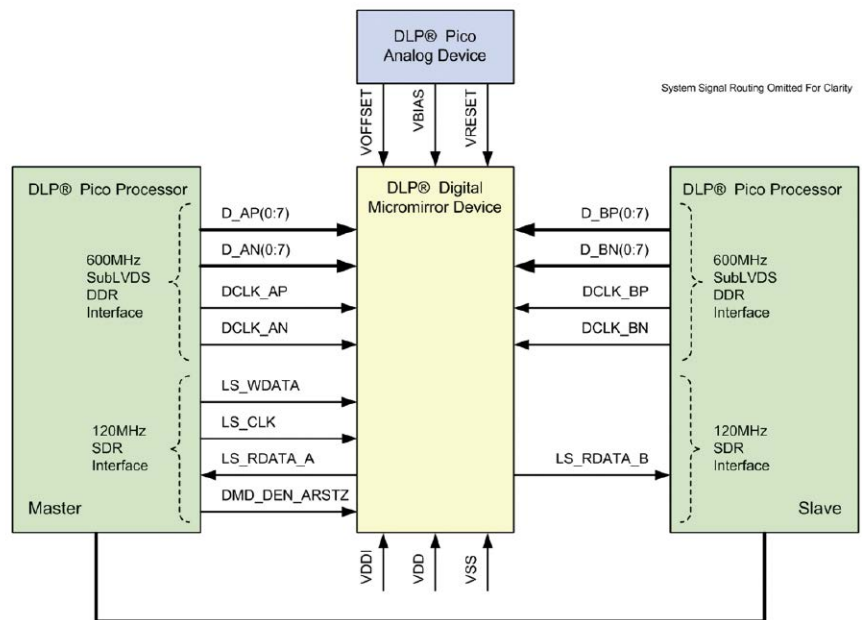 DLP® Pico
Analog Device
System Signal Routing Omitted For Clarity
VOFFSET
VBIAS
VRESET
DLP® Pico Processor
600MHz
SubLVDS
DDR
Interface
120MHz
SDR
Interface
Master
D_AP(0:7)
D_AN(0:7)
DCLK_AP
DCLK_AN
LS_WDATA
LS_CLK
LS_RDATA_A
DMD_DEN_ARSTZ
DLP® Digital
Micromirror Device
D_BP(0:7)
D_BN(0:7)
DCLK_BP
DCLK_BN
LS_RDATA_B
DLP® Pico Processor
600MHz
SubLVDS
DDR
Interface
120MHz
SDR
Interface
Slave
VDDI
VDD
VSS